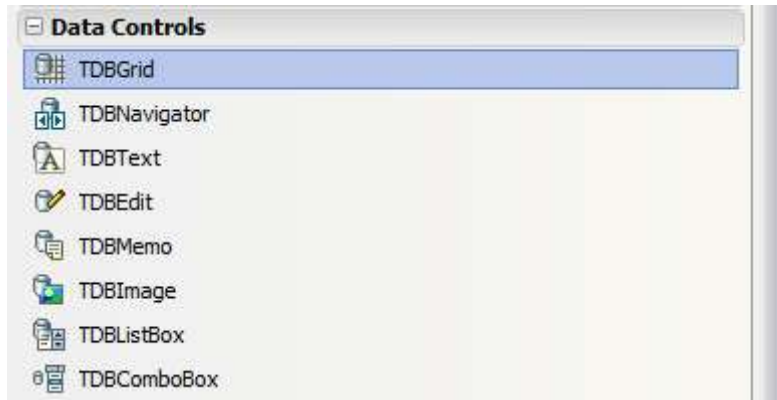 Data Controls
TDBGrid
TDBNavigator
TDBText
TDBEdit
TDBMemo
TDBImage
TDBListBox
TDBComboBox